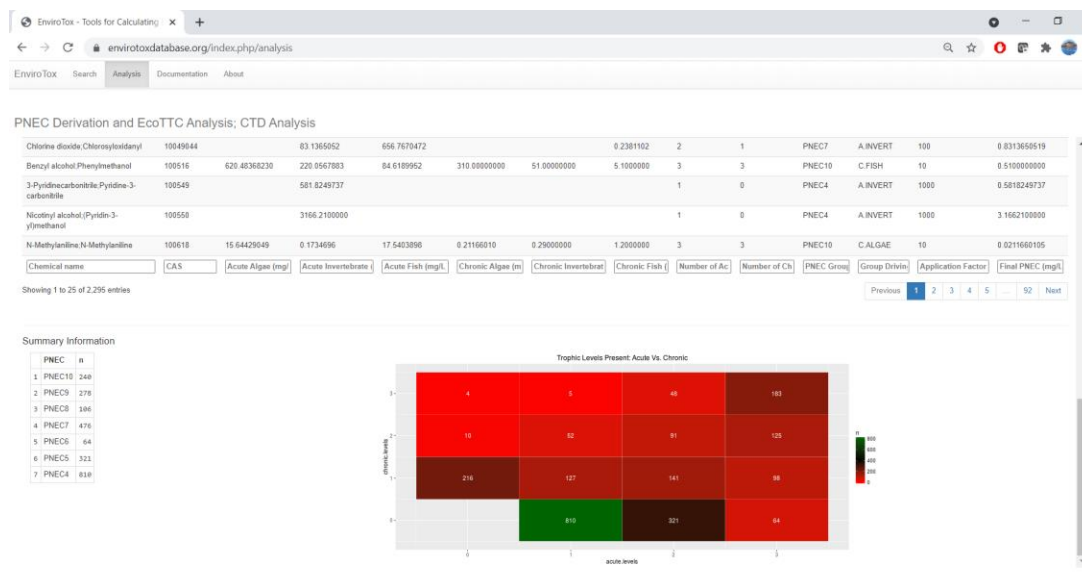 EnviroTox - Tools for Calculating
envirotoxdatabase.org/index.php/analysis
EnviroTox Search Analysis Documentation About
PNEC Derivation and EcoTTC Analysis; CTD Analysis
Chlorine dioxide;Chlorosyloxidanyl 10049044 83.1365052 656.7670472 0.2381102 2 1 PNEC7 A.INVERT 100 0.8313650519
Benzyl alcohol;Phenylmethanol 100516 620.48368230 220.0567883 84.6189952 310.00000000 51.00000000 5.1000000 3 3 PNEC10 C.FISH 10 0.5100000000
3-Pyridinecarbonitrile;Pyridine-3- 100549 581.8249737 1 0 PNEC4 A.INVERT 1000 0.5818249737
carbonitrile
Nicotinyl alcohol;(Pyridin-3- 100558 3166.2100000 1 0 PNEC4 A.INVERT 1000 3.1662100000
yl)methanol
N-Methylaniline;N-Methylaniline 100618 15.64429049 0.1734696 17.5403898 0.21166010 0.29000000 1.2000000 3 3 PNEC10 C.ALGAE 10 0.0211660105
Chemical name CAS Acute Algae (mg/ Acute Invertebrate ( Acute Fish (mg/L Chronic Algae (m Chronic Invertebrat Chronic Fish ( Number of Ac Number of Ch PNEC Group Group Drivin Application Factor Final PNEC (mg/L
Showing 1 to 25 of 2,295 entries
Previous 1 2 3 4 5 ... 92 Next
Summary Information
PNEC n
1 PNEC10 240
2 PNEC9 278
3 PNEC8 106
4 PNEC7 476
5 PNEC6 64
6 PNEC5 321
7 PNEC4 810
Trophic Levels Present: Acute Vs. Chronic
chronic.levels
3 4 5 48 183
2 10 52 91 125
1 216 127 141 98
0 810 321 64
0 1 2 3
acute.levels
n
800
600
400
200
0